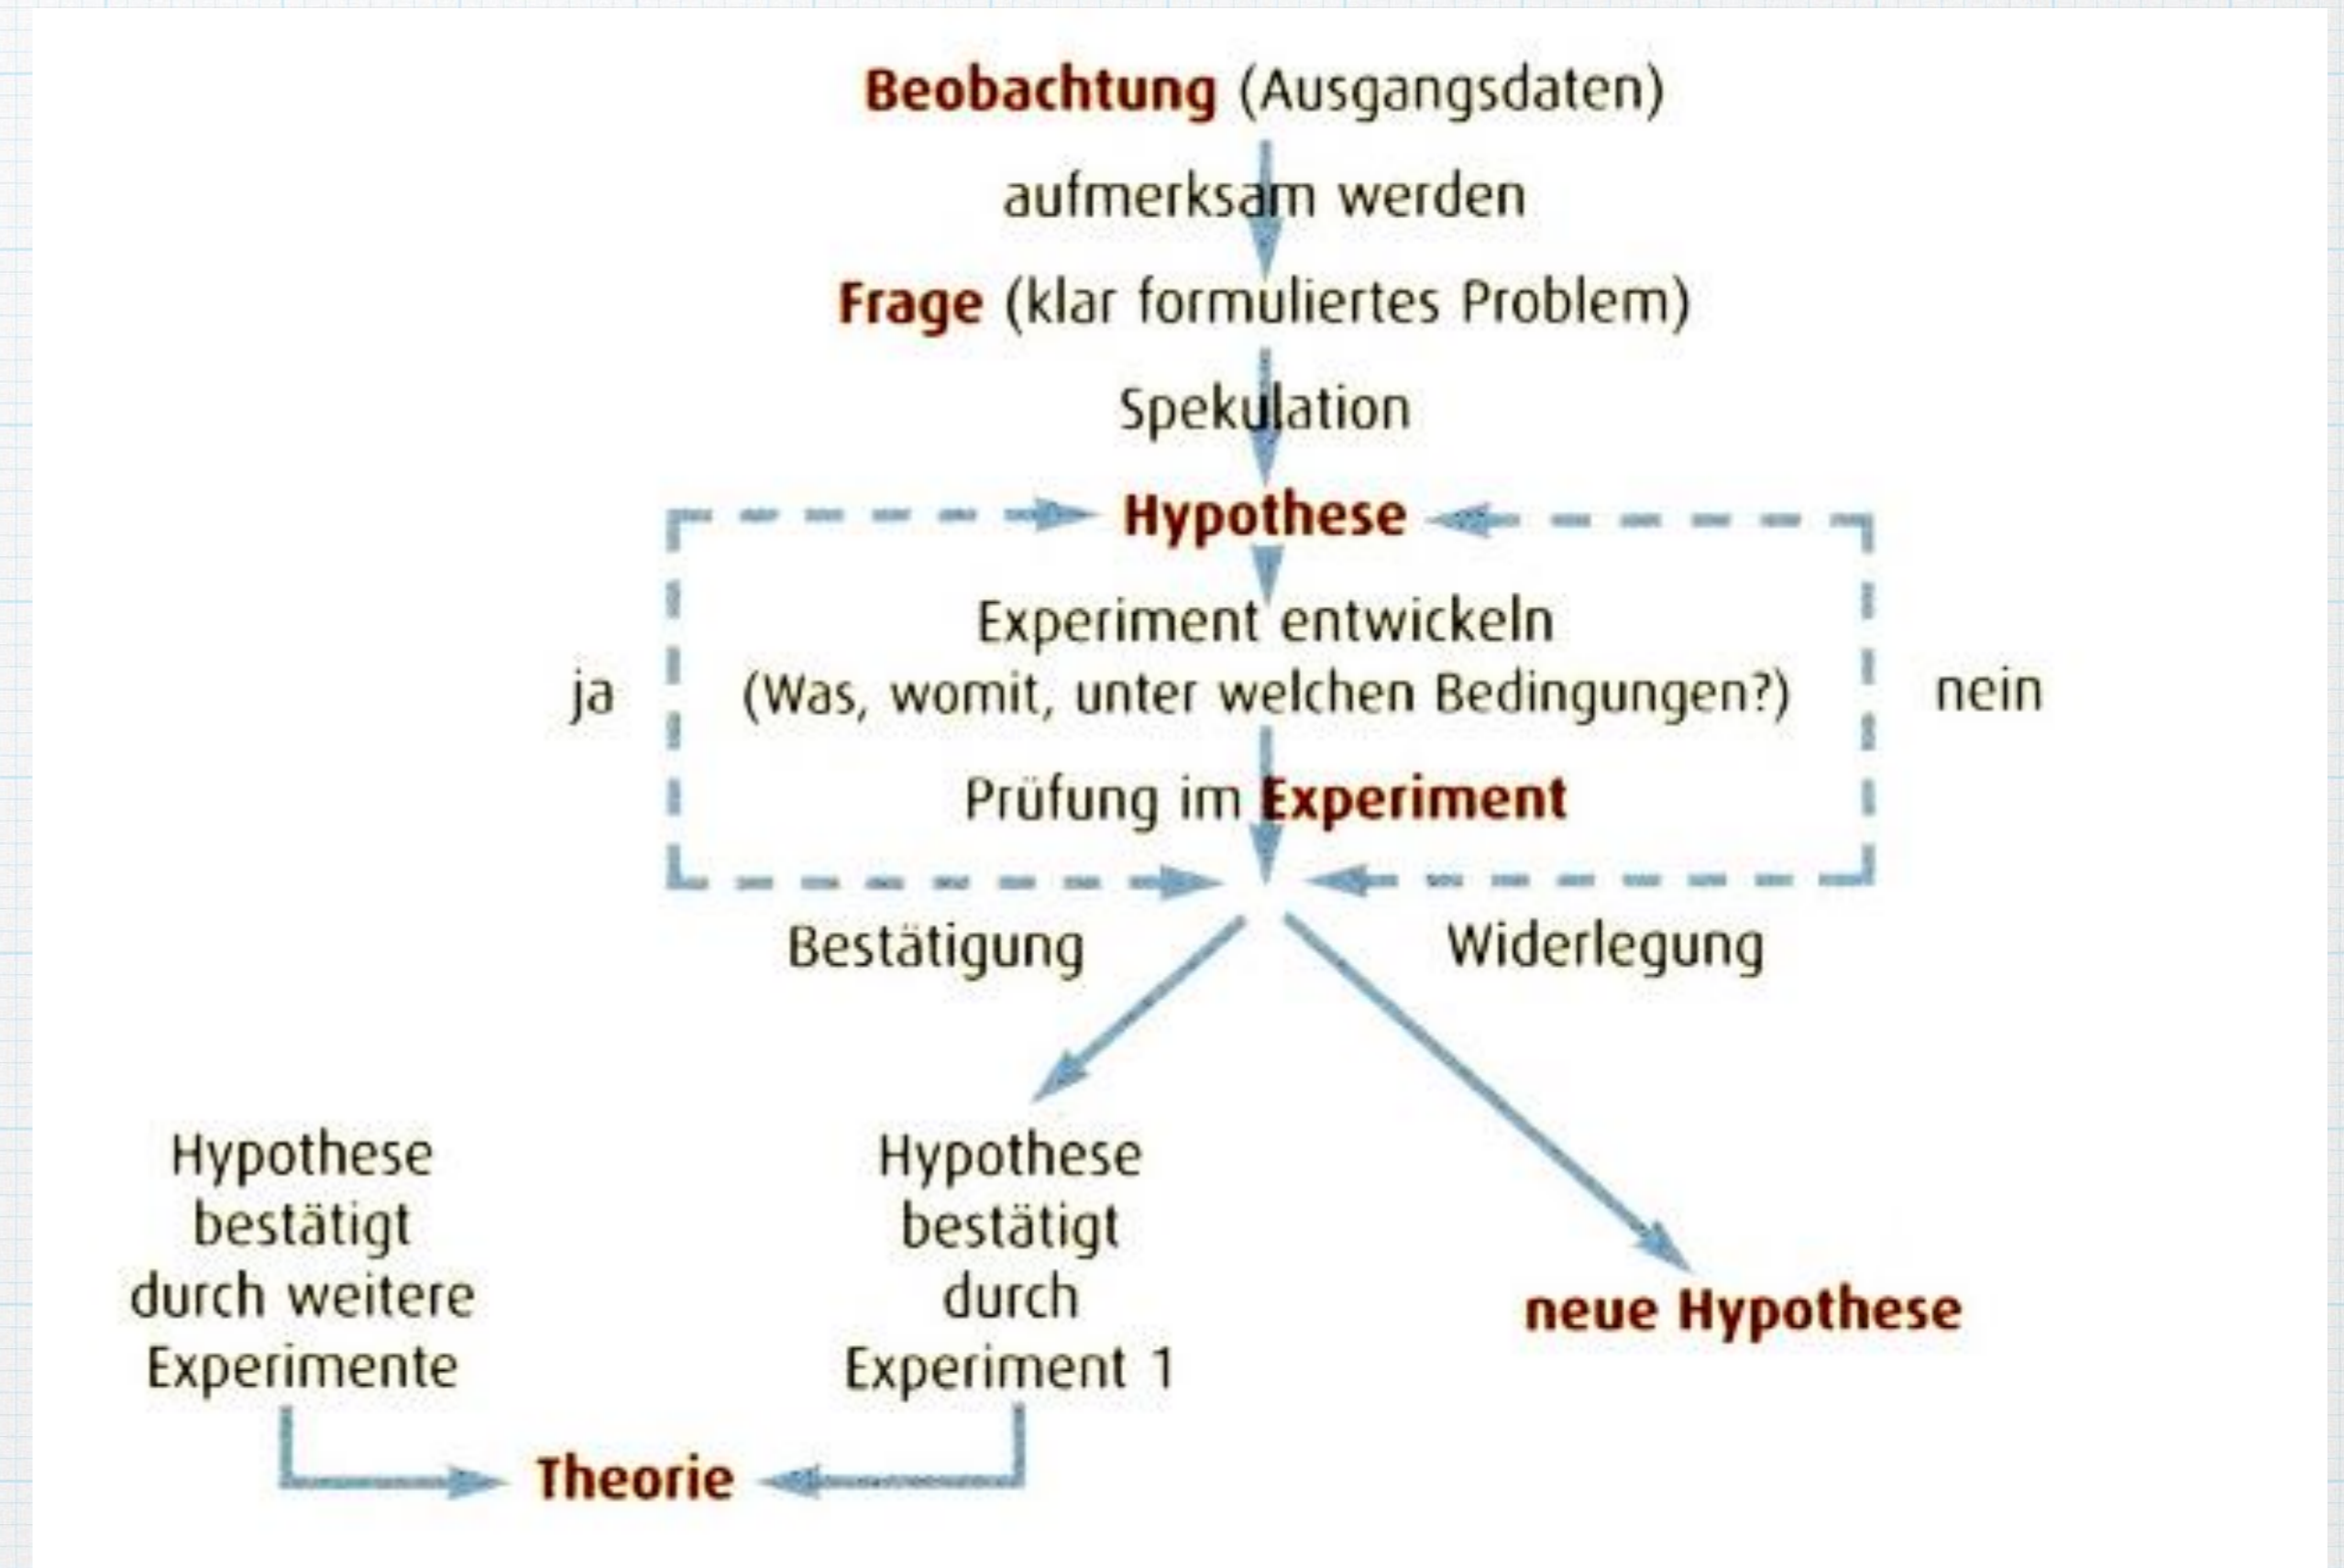 Beobachtung (Ausgangsdaten)
aufmerksam werden
Frage (klar formuliertes Problem)
Spekulation
Hypothese
Experiment entwickeln
(Was, womit, unter welchen Bedingungen?)
ja
nein
Prüfung im Experiment
Bestätigung
Widerlegung
Hypothese
bestätigt
durch weitere
Experimente
Hypothese
bestätigt
durch
Experiment 1
neue Hypothese
Theorie